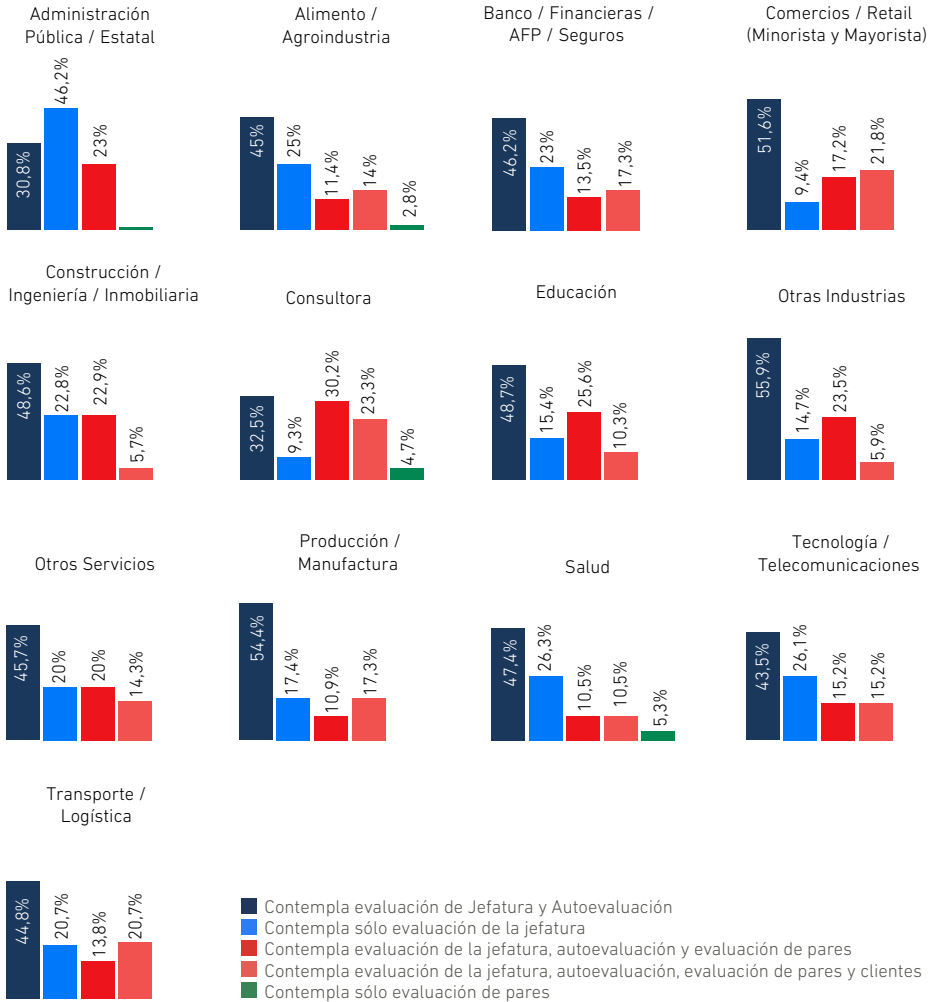 Administración
Pública / Estatal
30,8%
46,2%
23%
Alimento /
Agroindustria
45%
25%
11,4%
14%
2,8%
Banco / Financieras /
AFP / Seguros
46,2%
23%
13,5%
17,3%
Comercios / Retail
(Minorista y Mayorista)
51,6%
9,4%
17,2%
21,8%
Construcción /
Ingeniería / Inmobiliaria
48,6%
22,8%
22,9%
5,7%
Consultora
32,5%
9,3%
30,2%
23,3%
4,7%
Educación
48,7%
15,4%
25,6%
10,3%
Otras Industrias
55,9%
14,7%
23,5%
5,9%
Otros Servicios
45,7%
20%
20%
14,3%
Producción /
Manufactura
54,4%
17,4%
10,9%
17,3%
Salud
47,4%
26,3%
10,5%
10,5%
5,3%
Tecnología /
Telecomunicaciones
43,5%
26,1%
15,2%
15,2%
Transporte /
Logística
44,8%
20,7%
13,8%
20,7%
Contempla evaluación de Jefatura y Autoevaluación
Contempla sólo evaluación de la jefatura
Contempla evaluación de la jefatura, autoevaluación y evaluación de pares
Contempla evaluación de la jefatura, autoevaluación, evaluación de pares y clientes
Contempla sólo evaluación de pares